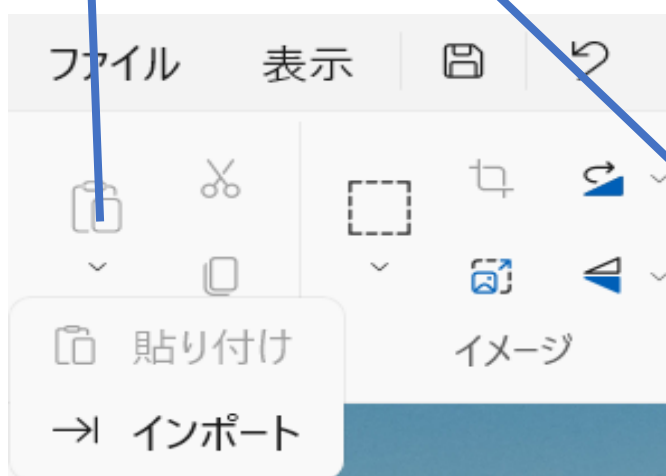 ファイル 表示
イメージ
貼り付け
インポート